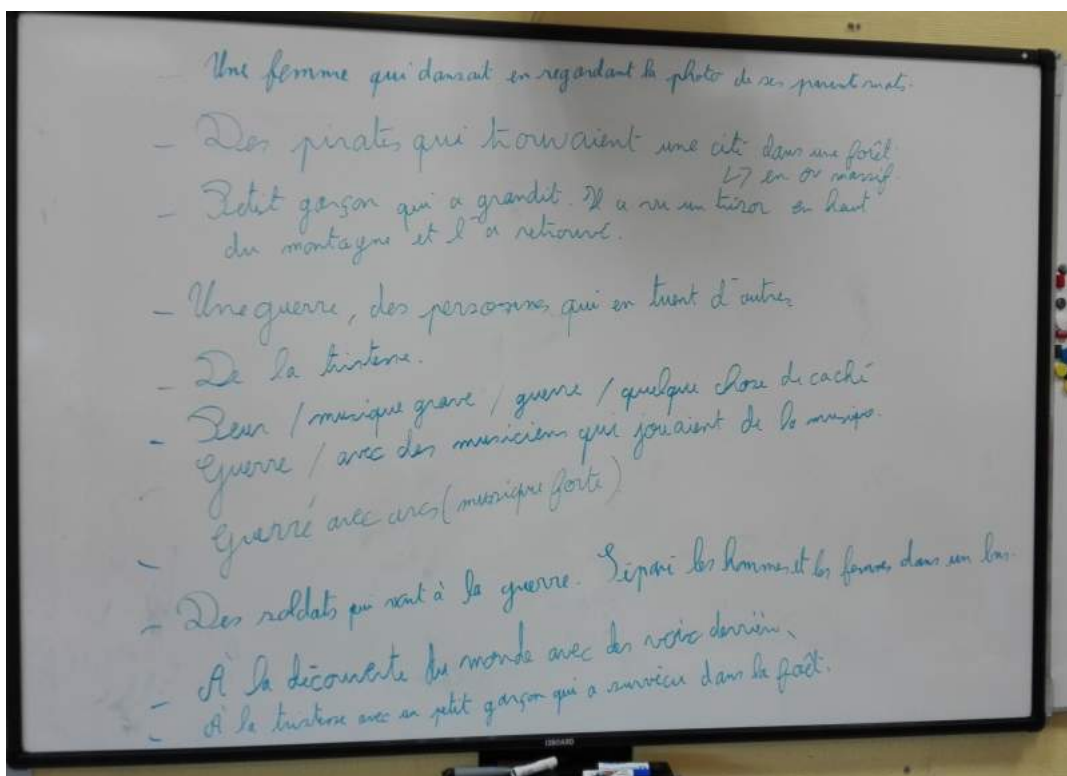 - Une femme qui dansait en regardant la photo de ses parents morts.
- Des pirates qui trouvaient une cité dans une forêt
↳ en or massif.
- Petit garçon qui a grandit. Il a vu un trésor en haut
du montagne et l'a retrouvé.
- Une guerre, des personnes qui en tuent d'autres
- De la tristesse.
- Peur / musique grave / guerre / quelque chose de caché
Guerre / avec des musiciens qui jouaient de la musique.
- Guerre avec arcs (musique forte)
- Des soldats qui vont à la guerre. Séparé les hommes et les femmes dans un bus.
- À la découverte du monde avec des voix derrière
- À la tristesse avec un petit garçon qui a survécu dans la forêt.